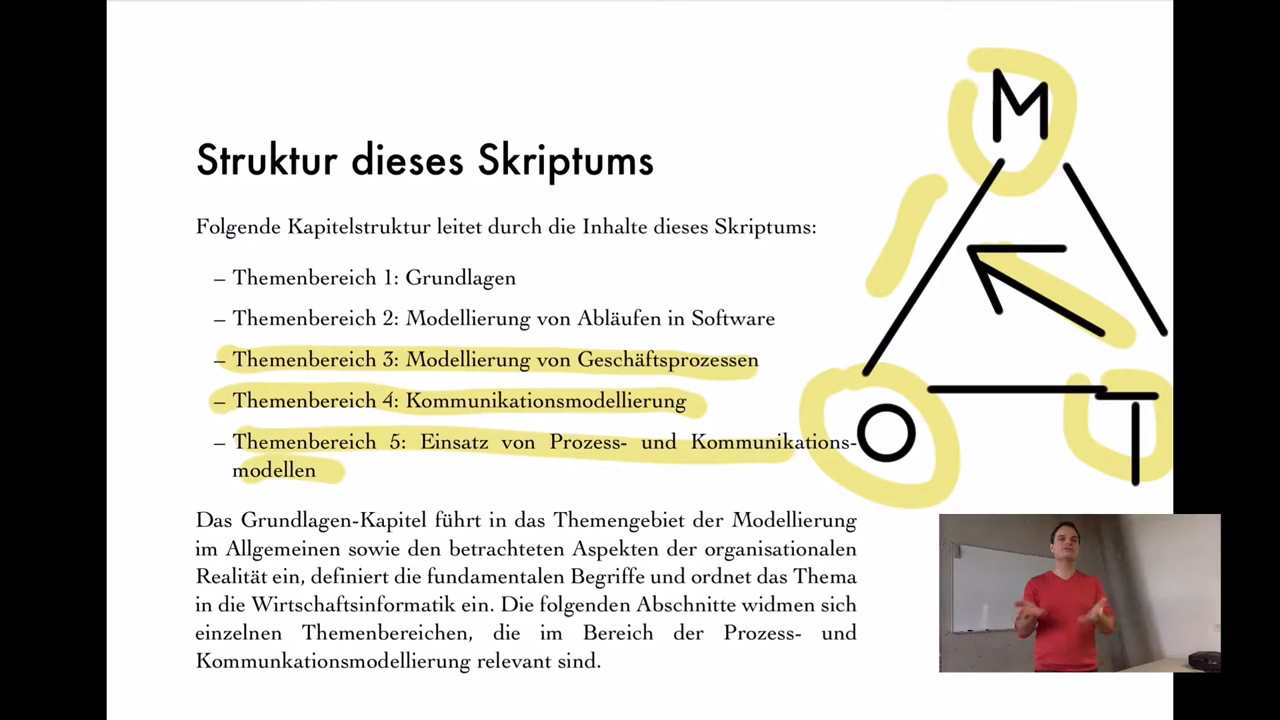 Struktur dieses Skriptums
Folgende Kapitelstruktur leitet durch die Inhalte dieses Skriptums:
– Themenbereich 1: Grundlagen
– Themenbereich 2: Modellierung von Abläufen in Software
– Themenbereich 3: Modellierung von Geschäftsprozessen
– Themenbereich 4: Kommunikationsmodellierung
– Themenbereich 5: Einsatz von Prozess- und Kommunikations-
modellen
Das Grundlagen-Kapitel führt in das Themengebiet der Modellierung
im Allgemeinen sowie den betrachteten Aspekten der organisationalen
Realität ein, definiert die fundamentalen Begriffe und ordnet das Thema
in die Wirtschaftsinformatik ein. Die folgenden Abschnitte widmen sich
einzelnen Themenbereichen, die im Bereich der Prozess- und
Kommunkationsmodellierung relevant sind.
M
O
T